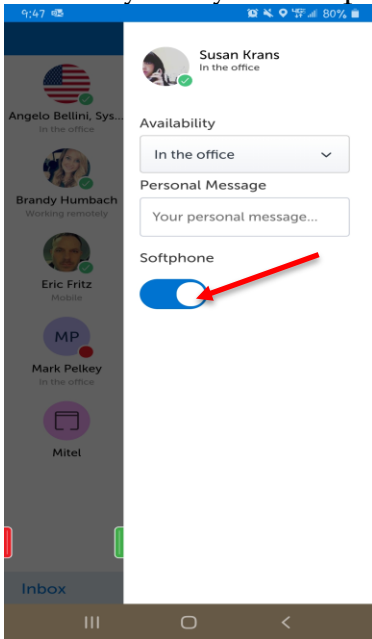 9:47
80%
Susan Krans
In the office
Angelo Bellini, Sys...
In the office
Availability
In the office
Brandy Humbach
Working remotely
Personal Message
Your personal message...
Softphone
Eric Fritz
Mobile
MP
Mark Pelkey
In the office
Mitel
Inbox